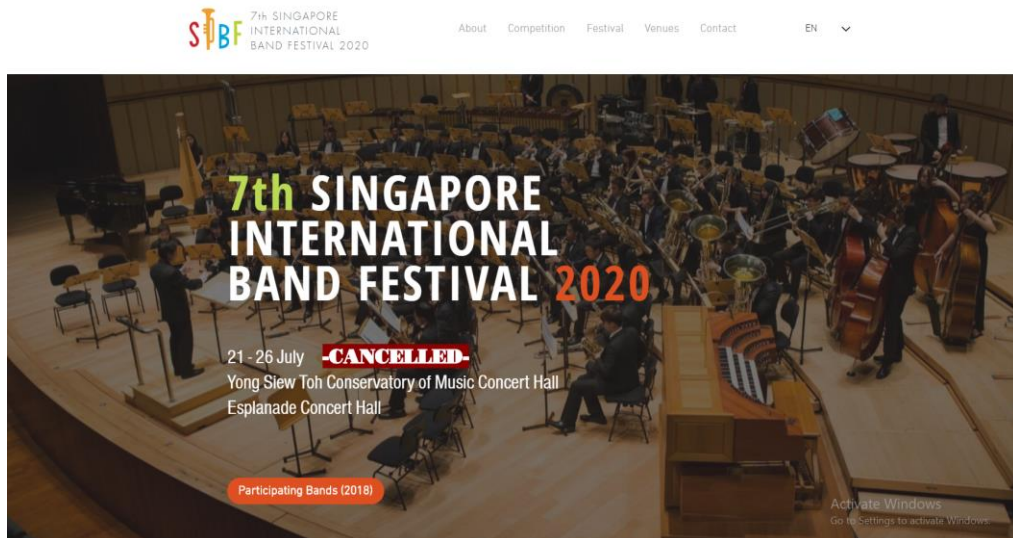 SIBF
7th SINGAPORE
INTERNATIONAL
BAND FESTIVAL 2020
About Competition Festival Venues Contact EN
7th SINGAPORE
INTERNATIONAL
BAND FESTIVAL 2020
21 - 26 July -CANCELLED-
Yong Siew Toh Conservatory of Music Concert Hall
Esplanade Concert Hall
Participating Bands (2018)
Activate Windows
Go to Settings to activate Windows.